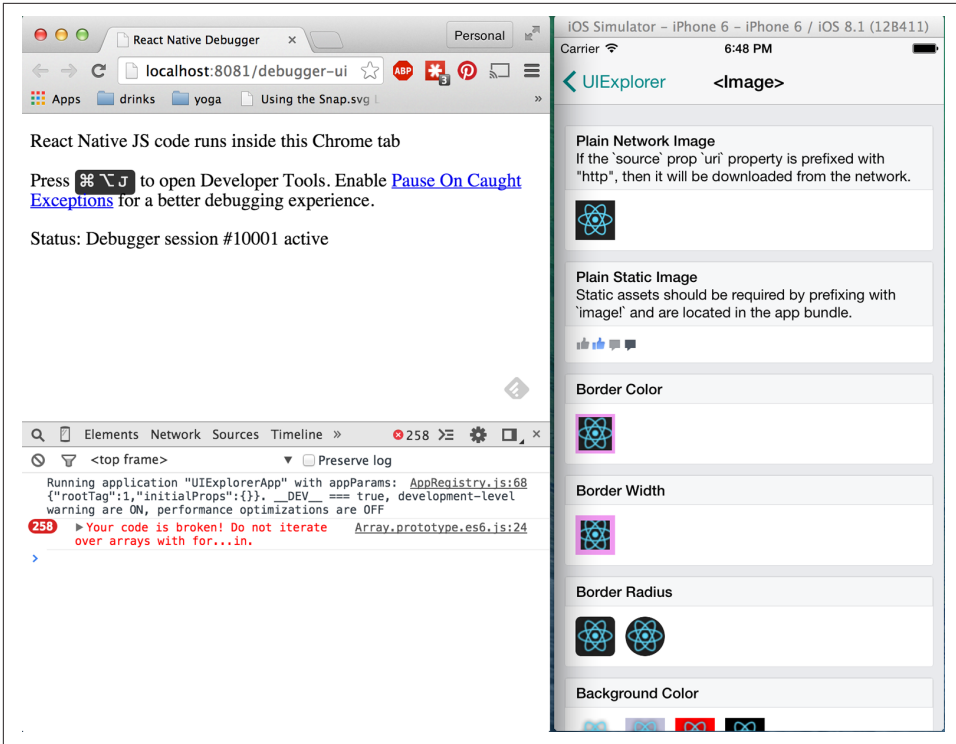 React Native Debugger
Personal
localhost:8081/debugger-ui
ABP
3
Apps
drinks
yoga
Using the Snap.svg
»
React Native JS code runs inside this Chrome tab
Press ⌘⌥J to open Developer Tools. Enable Pause On Caught
Exceptions for a better debugging experience.
Status: Debugger session #10001 active
Elements Network Sources Timeline »
258
<top frame>
Preserve log
Running application "UIExplorerApp" with appParams: AppRegistry.js:68
{"rootTag":1,"initialProps":{}}. __DEV__ === true, development-level
warning are ON, performance optimizations are OFF
258
Your code is broken! Do not iterate Array.prototype.es6.js:24
over arrays with for...in.
iOS Simulator – iPhone 6 – iPhone 6 / iOS 8.1 (12B411)
Carrier
6:48 PM
UIExplorer
<Image>
Plain Network Image
If the `source` prop `uri` property is prefixed with
"http", then it will be downloaded from the network.
Plain Static Image
Static assets should be required by prefixing with
`image!` and are located in the app bundle.
Border Color
Border Width
Border Radius
Background Color